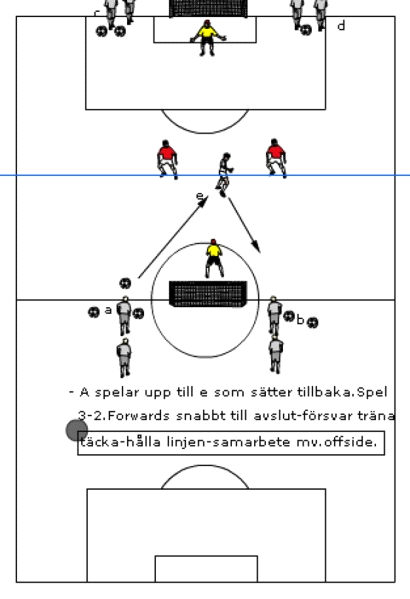 c
d
e
a
b
- A spelar upp till e som sätter tillbaka.Spel
3-2.Forwards snabbt till avslut-försvar träna
täcka-hålla linjen-samarbete mv.offside.